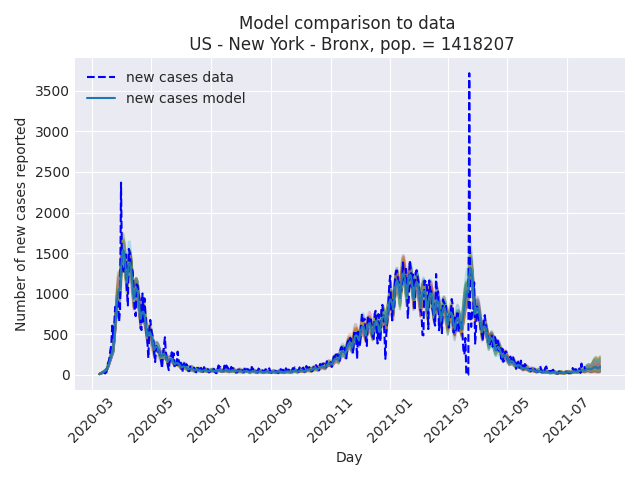 Model comparison to data
US - New York - Bronx, pop. = 1418207
new cases data
new cases model
Number of new cases reported
3500
3000
2500
2000
1500
1000
500
0
2020-03
2020-05
2020-07
2020-09
2020-11
2021-01
2021-03
2021-05
2021-07
Day